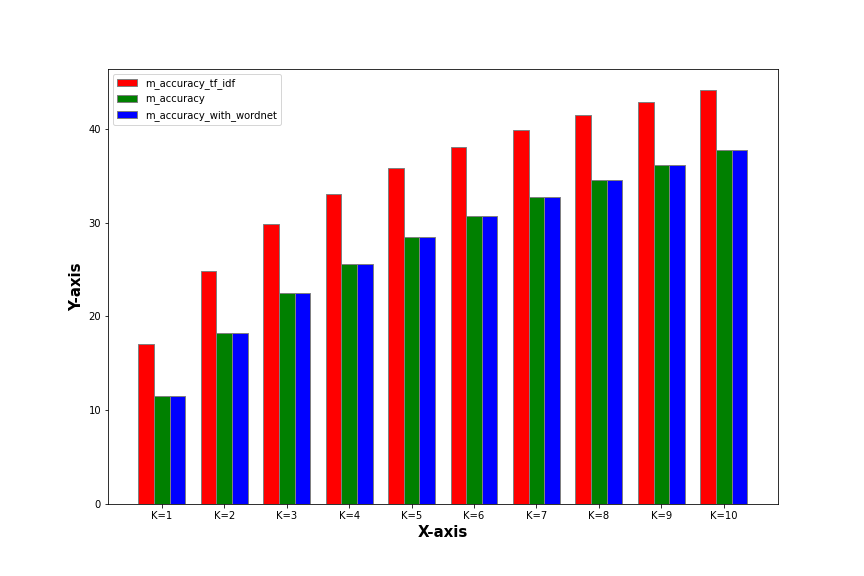 m_accuracy_tf_idf
m_accuracy
m_accuracy_with_wordnet
Y-axis
40
30
20
10
0
K=1 K=2 K=3 K=4 K=5 K=6 K=7 K=8 K=9 K=10
X-axis